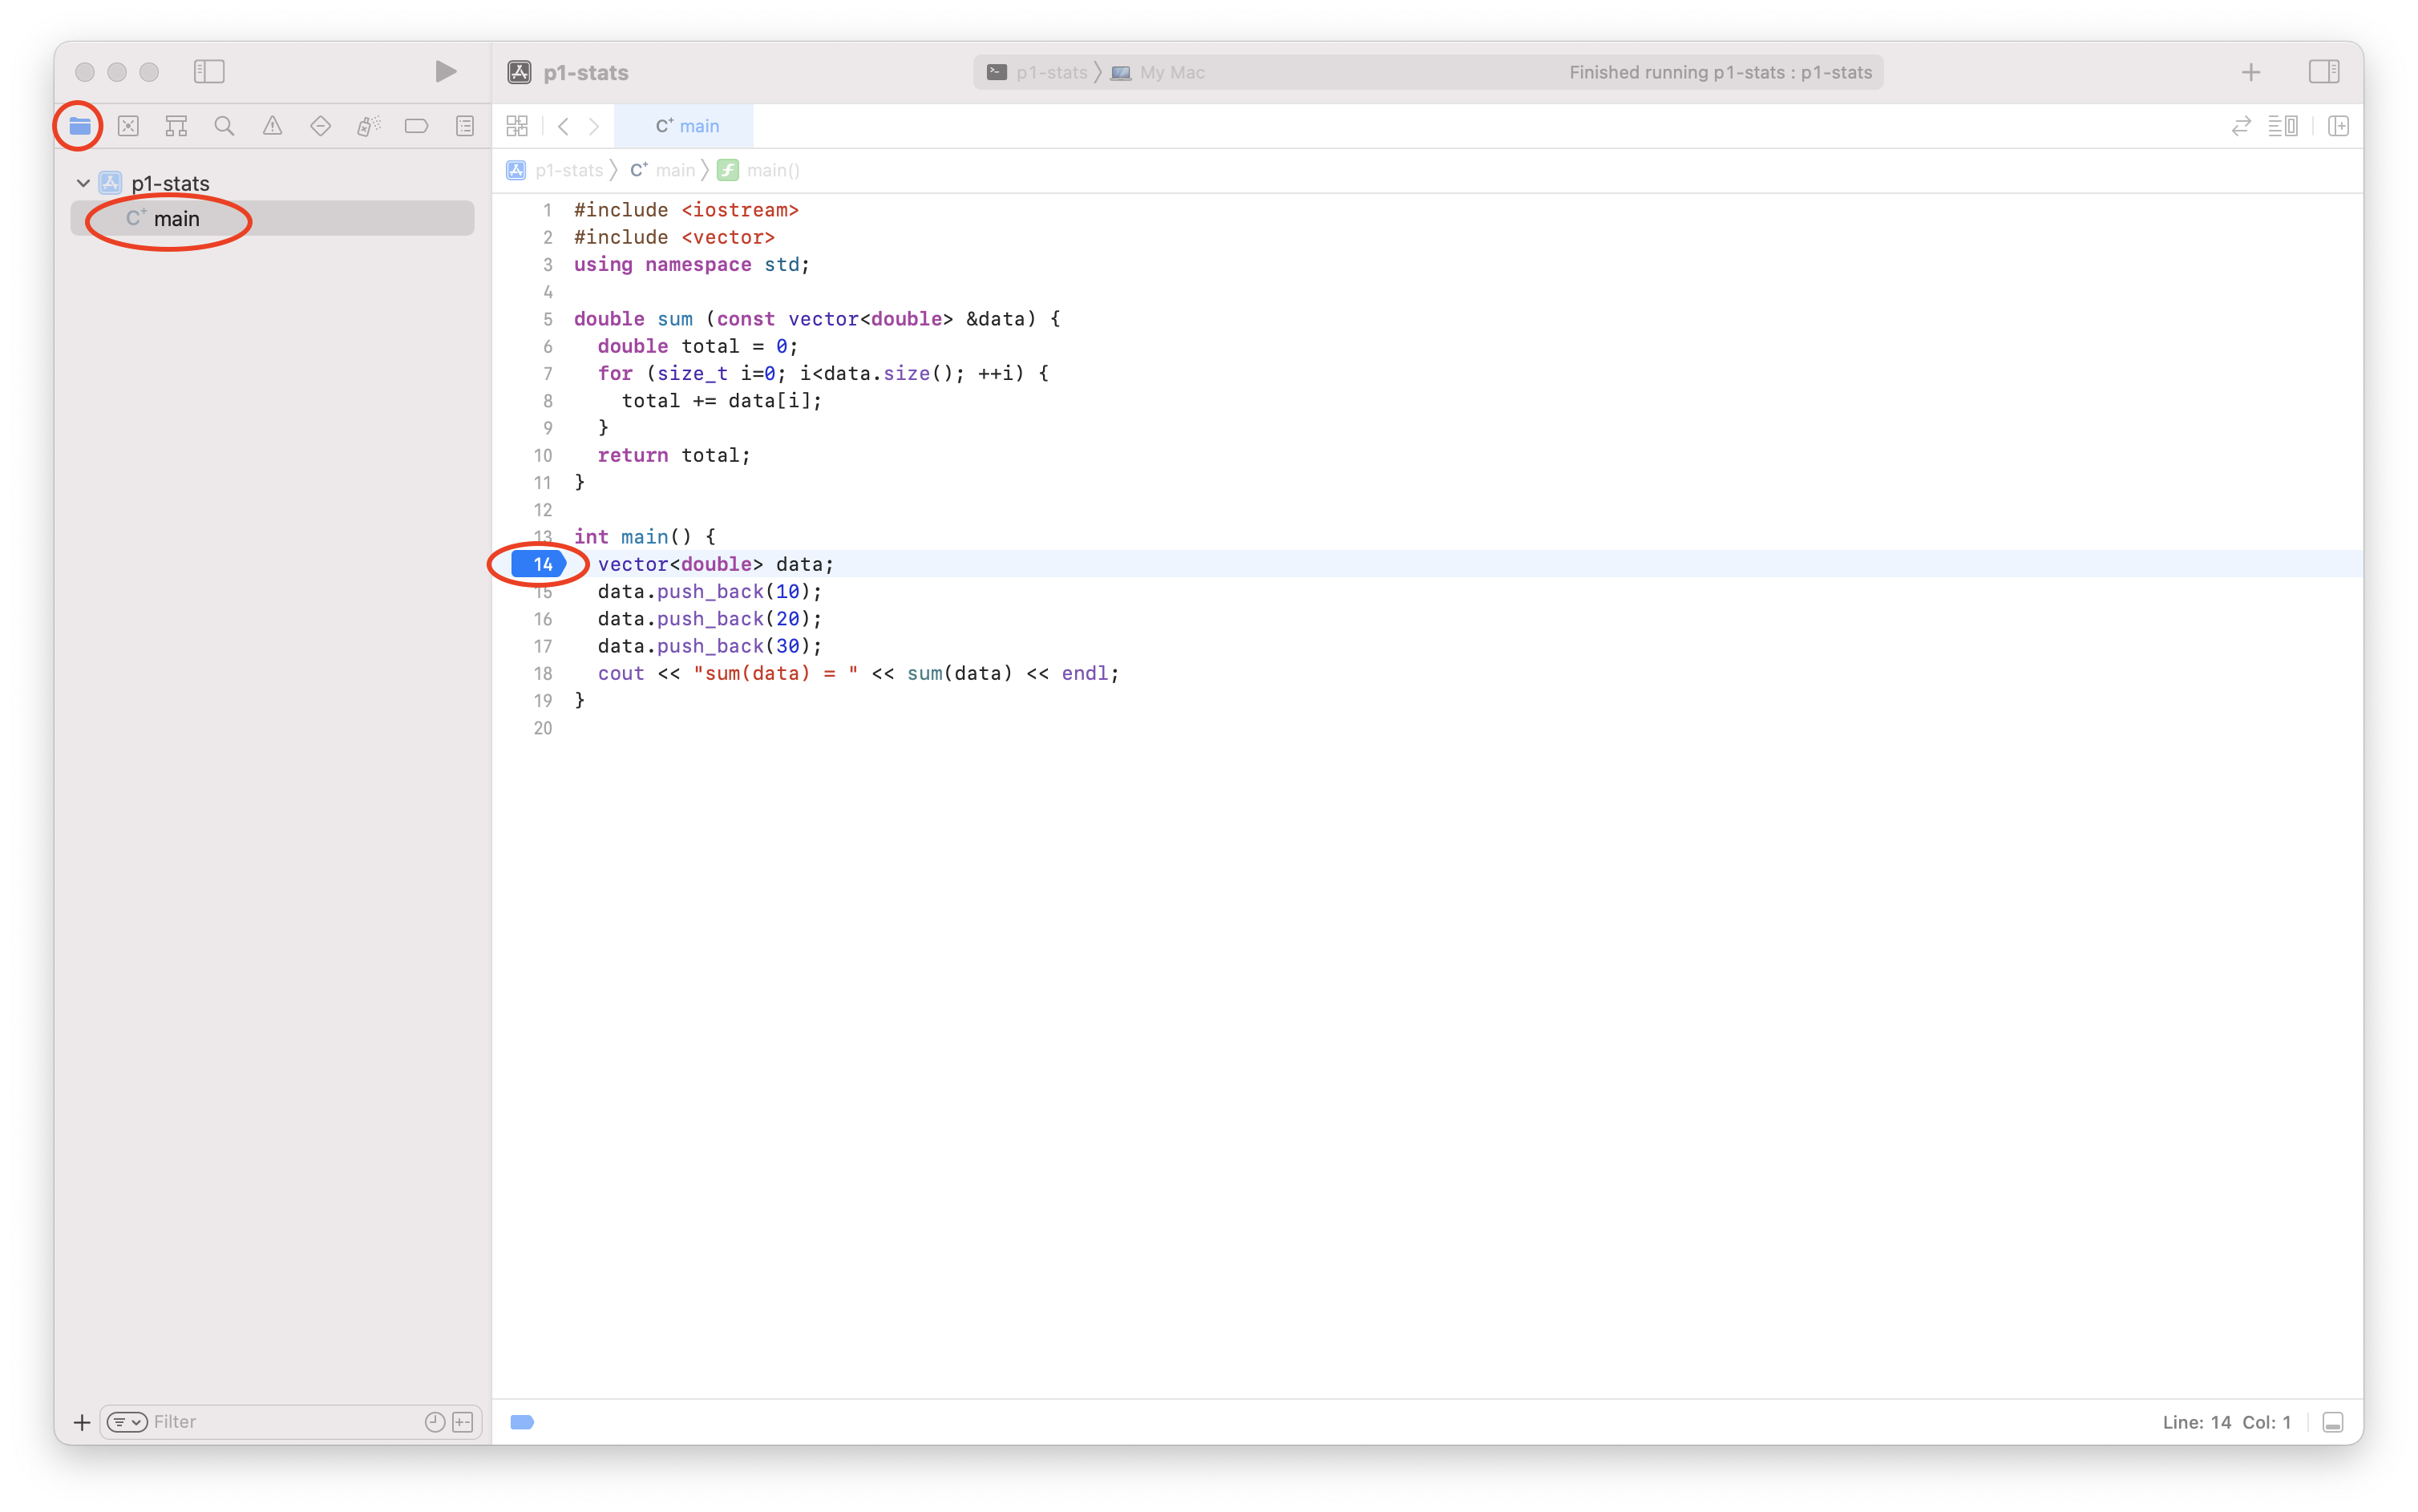 p1-stats
p1-stats 〉 My Mac
Finished running p1-stats : p1-stats
C+ main
p1-stats
C+ main
p1-stats 〉 C+ main 〉 f main()
1 #include <iostream>
2 #include <vector>
3 using namespace std;
4
5 double sum (const vector<double> &data) {
6   double total = 0;
7   for (size_t i=0; i<data.size(); ++i) {
8     total += data[i];
9   }
10   return total;
11 }
12
13 int main() {
14   vector<double> data;
15   data.push_back(10);
16   data.push_back(20);
17   data.push_back(30);
18   cout << "sum(data) = " << sum(data) << endl;
19 }
20
Filter
Line: 14 Col: 1